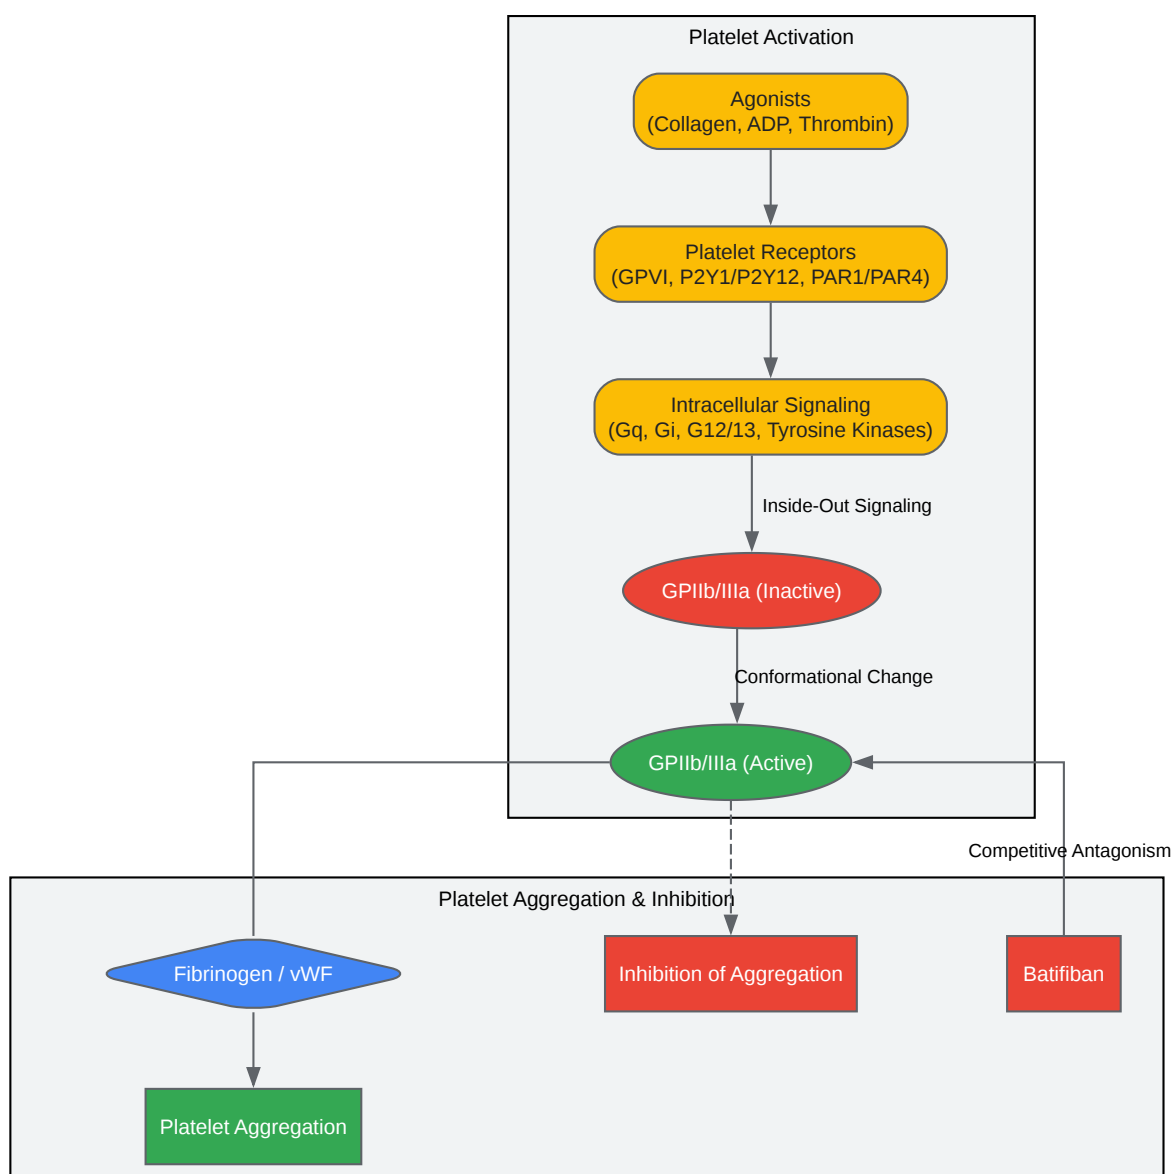 Platelet Activation
Agonists
(Collagen, ADP, Thrombin)
Platelet Receptors
(GPVI, P2Y1/P2Y12, PAR1/PAR4)
Intracellular Signaling
(Gq, Gi, G12/13, Tyrosine Kinases)
Inside-Out Signaling
GPIIb/IIIa (Inactive)
Conformational Change
GPIIb/IIIa (Active)
Competitive Antagonism
Platelet Aggregation & Inhibition
Fibrinogen / vWF
Inhibition of Aggregation
Batifiban
Platelet Aggregation